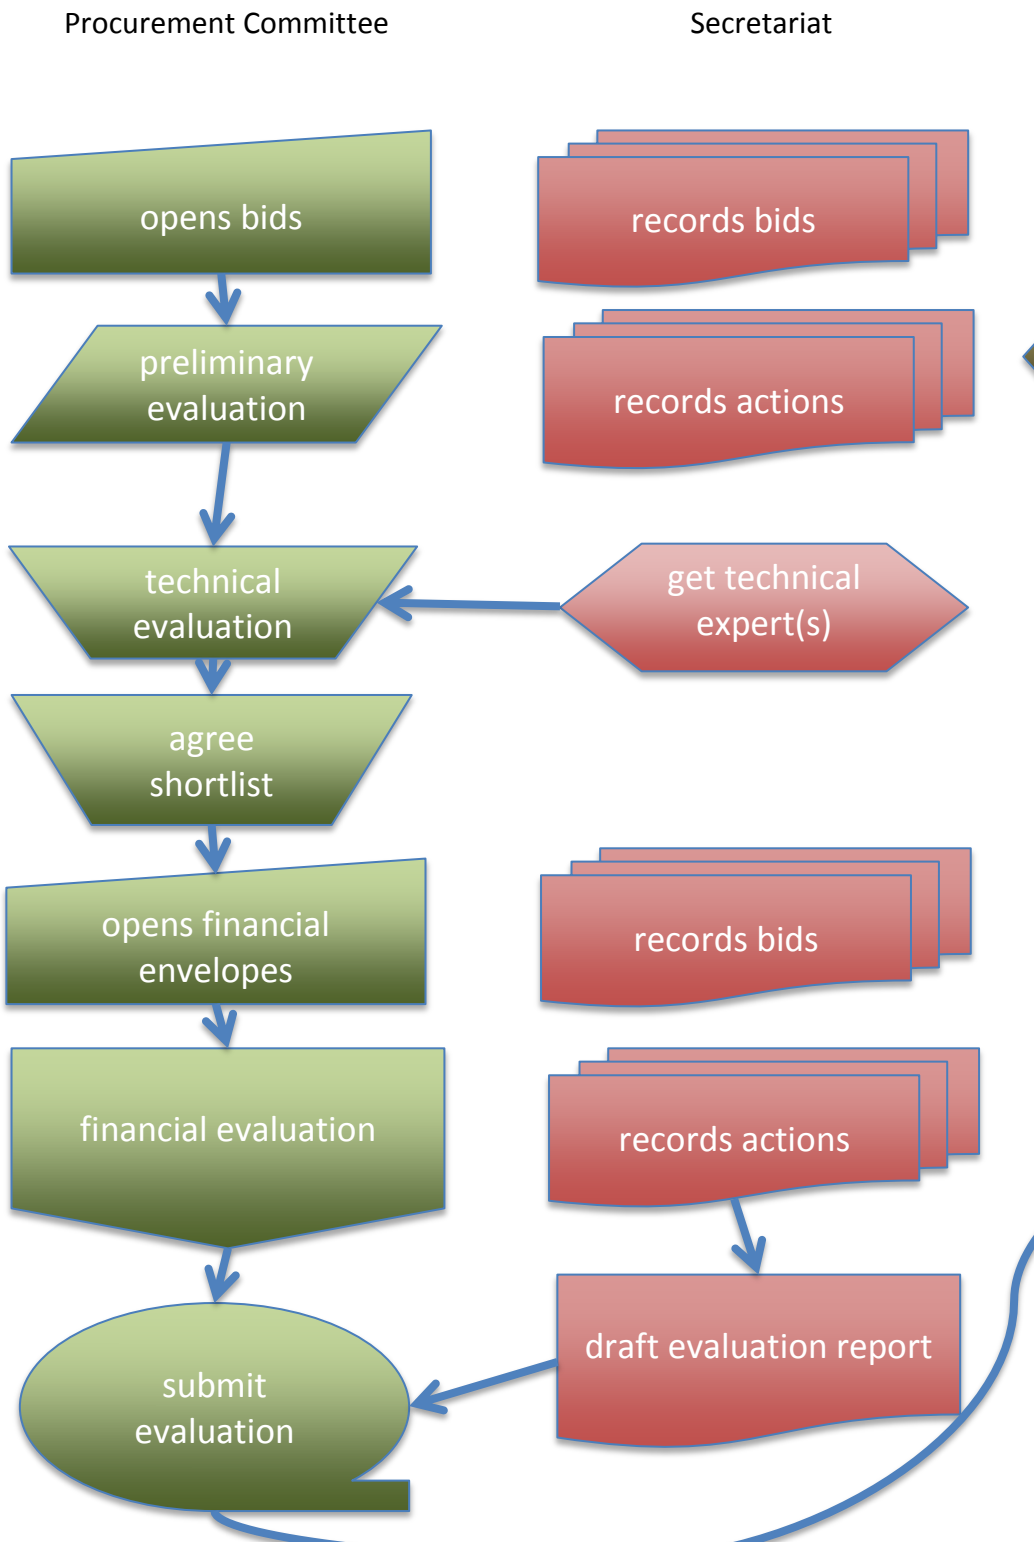 Procurement Committee
Secretariat
opens bids
records bids
preliminary
evaluation
records actions
technical
evaluation
get technical
expert(s)
agree
shortlist
opens financial
envelopes
records bids
financial evaluation
records actions
draft evaluation report
submit
evaluation